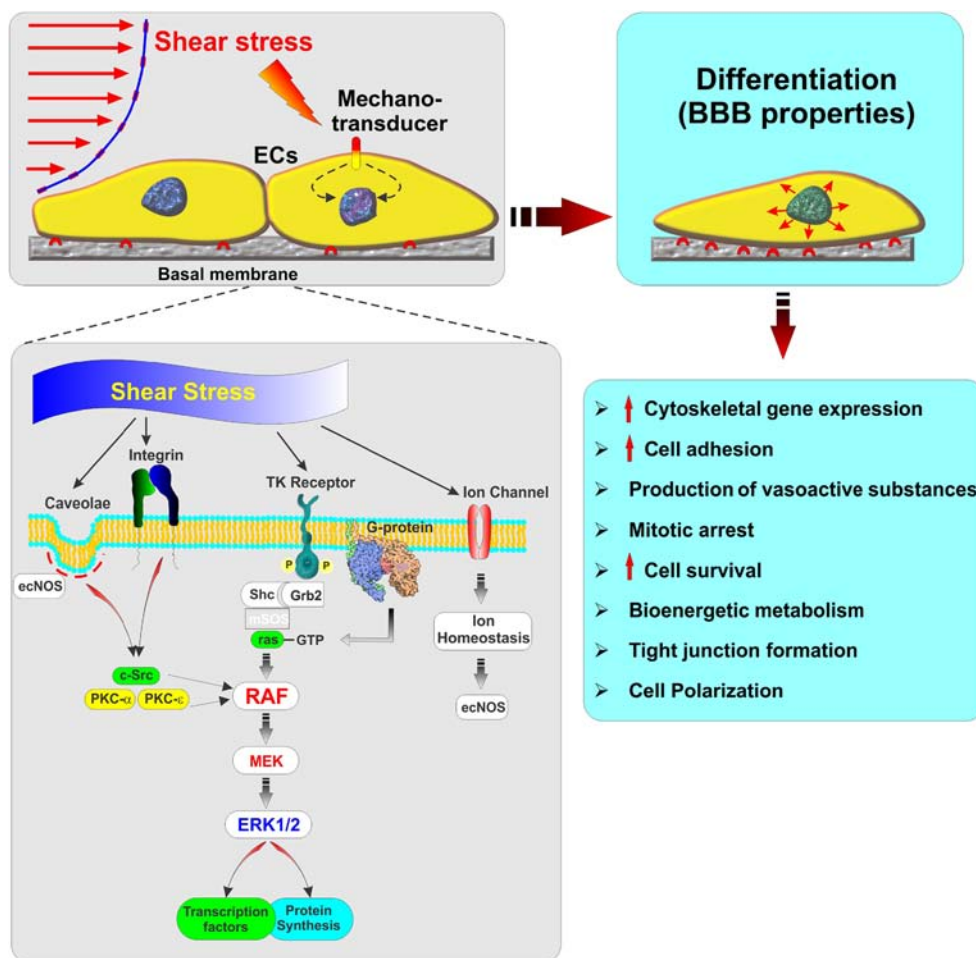 Shear stress
Mechano-
transducer
ECs
Basal membrane
Differentiation
(BBB properties)
Shear Stress
Integrin
Caveolae
TK Receptor
Ion Channel
G-protein
P P
ecNOS
Shc Grb2
mSOS
ras GTP
Ion
Homeostasis
c-Src
PKC-α PKC-ε
RAF
ecNOS
MEK
ERK1/2
Transcription
factors
Protein
Synthesis
➢ Cytoskeletal gene expression
➢ Cell adhesion
➢ Production of vasoactive substances
➢ Mitotic arrest
➢ Cell survival
➢ Bioenergetic metabolism
➢ Tight junction formation
➢ Cell Polarization